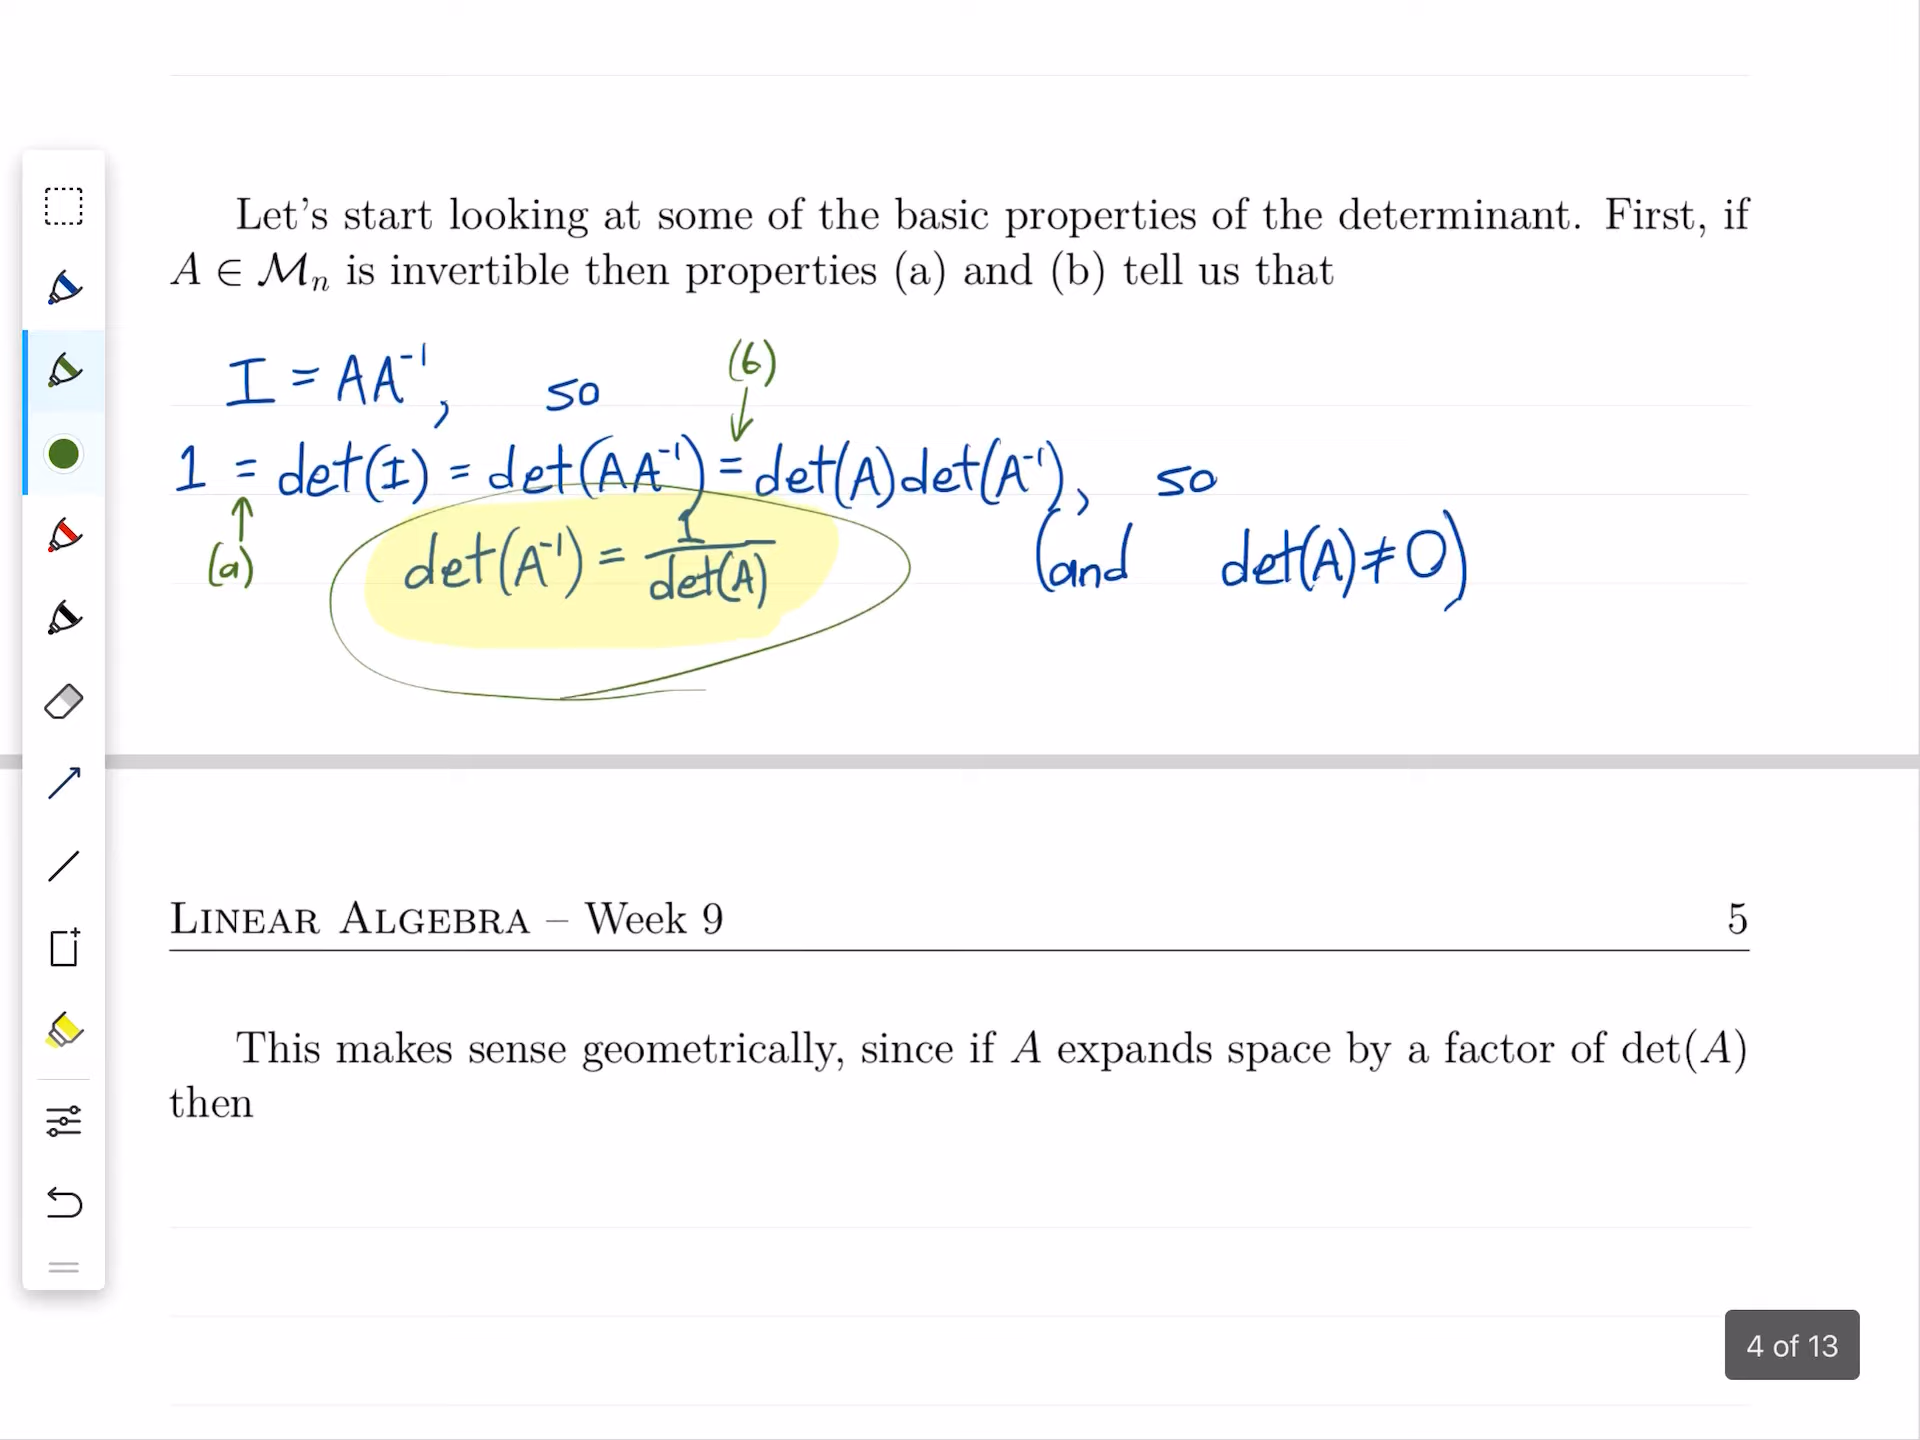 Let's start looking at some of the basic properties of the determinant. First, if
A ∈ ℳₙ is invertible then properties (a) and (b) tell us that
I = AA⁻¹, so
(b)
↓
1 = det(I) = det(AA⁻¹) = det(A)det(A⁻¹), so
↑
(a)
det(A⁻¹) = 1/det(A) (and det(A) ≠ 0)
LINEAR ALGEBRA – Week 9 5
This makes sense geometrically, since if A expands space by a factor of det(A)
then
4 of 13